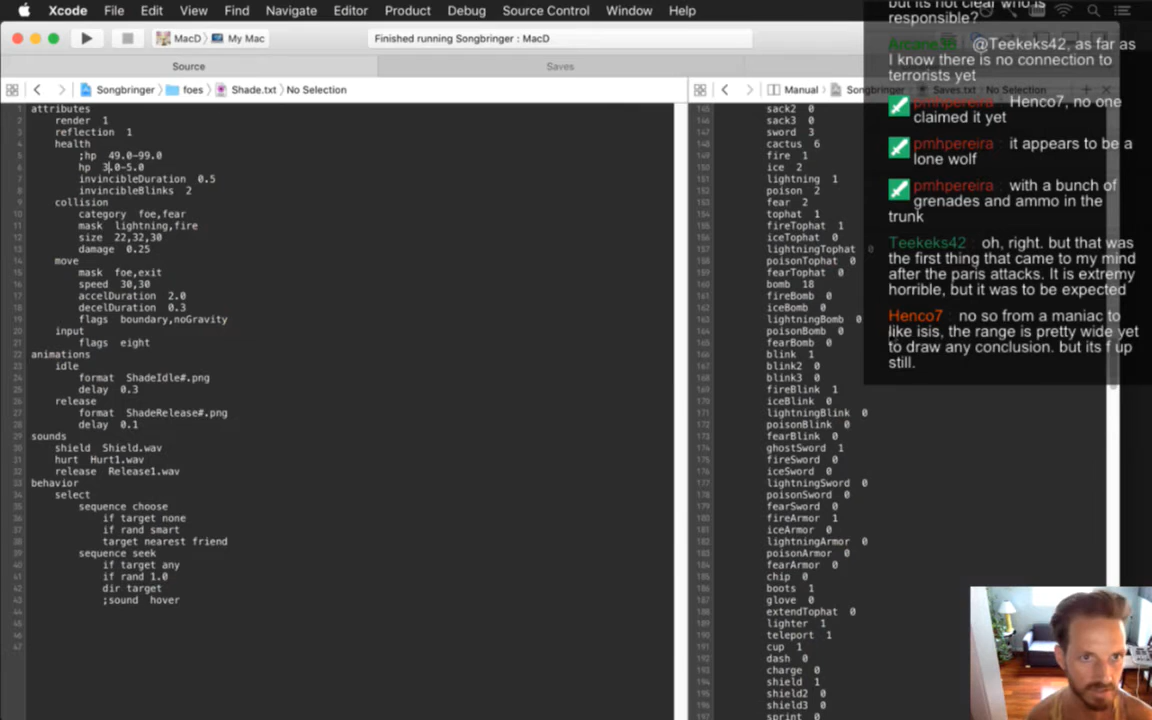 Xcode File Edit View Find Navigate Editor Product Debug Source Control Window Help
MacD My Mac
Finished running Songbringer : MacD
Source
Saves
Songbringer foes Shade.txt No Selection
attributes
render 1
reflection 1
health
;hp 49.0-99.0
hp 3.0-5.0
invincibleDuration 0.5
invincibleBlinks 2
collision
category foe,fear
mask lightning,fire
size 22,32,30
damage 0.25
move
mask foe,exit
speed 30,30
accelDuration 2.0
decelDuration 0.3
flags boundary,noGravity
input
flags eight
animations
idle
format ShadeIdle#.png
delay 0.3
release
format ShadeRelease#.png
delay 0.1
sounds
shield Shield.wav
hurt Hurt1.wav
release Release1.wav
behavior
select
sequence choose
if target none
if rand smart
target nearest friend
sequence seek
if target any
if rand 1.0
dir target
;sound hover
Manual Songbringer Saves.txt No Selection
sack2 0
sack3 0
sword 3
cactus 6
fire 1
ice 2
lightning 1
poison 2
fear 2
tophat 1
fireTophat 1
iceTophat 0
lightningTophat 0
poisonTophat 0
fearTophat 0
bomb 18
fireBomb 0
iceBomb 0
lightningBomb 0
poisonBomb 0
fearBomb 0
blink 1
blink2 0
blink3 0
fireBlink 1
iceBlink 0
lightningBlink 0
poisonBlink 0
fearBlink 0
ghostSword 1
fireSword 0
iceSword 0
lightningSword 0
poisonSword 0
fearSword 0
fireArmor 1
iceArmor 0
lightningArmor 0
poisonArmor 0
fearArmor 0
chip 0
boots 1
glove 0
extendTophat 0
lighter 1
teleport 1
cup 1
dash 0
charge 0
shield 1
shield2 0
shield3 0
sprint 0
but its not clear who is
responsible?
@Teekeks42, as far as
I know there is no connection to
terrorists yet
pmhpereira : Henco7, no one
claimed it yet
pmhpereira : it appears to be a
lone wolf
pmhpereira : with a bunch of
grenades and ammo in the
trunk
Teekeks42 : oh, right. but that was
the first thing that came to my mind
after the paris attacks. It is extremy
horrible, but it was to be expected
Henco7 : no so from a maniac to
like isis, the range is pretty wide yet
to draw any conclusion. but its f up
still.